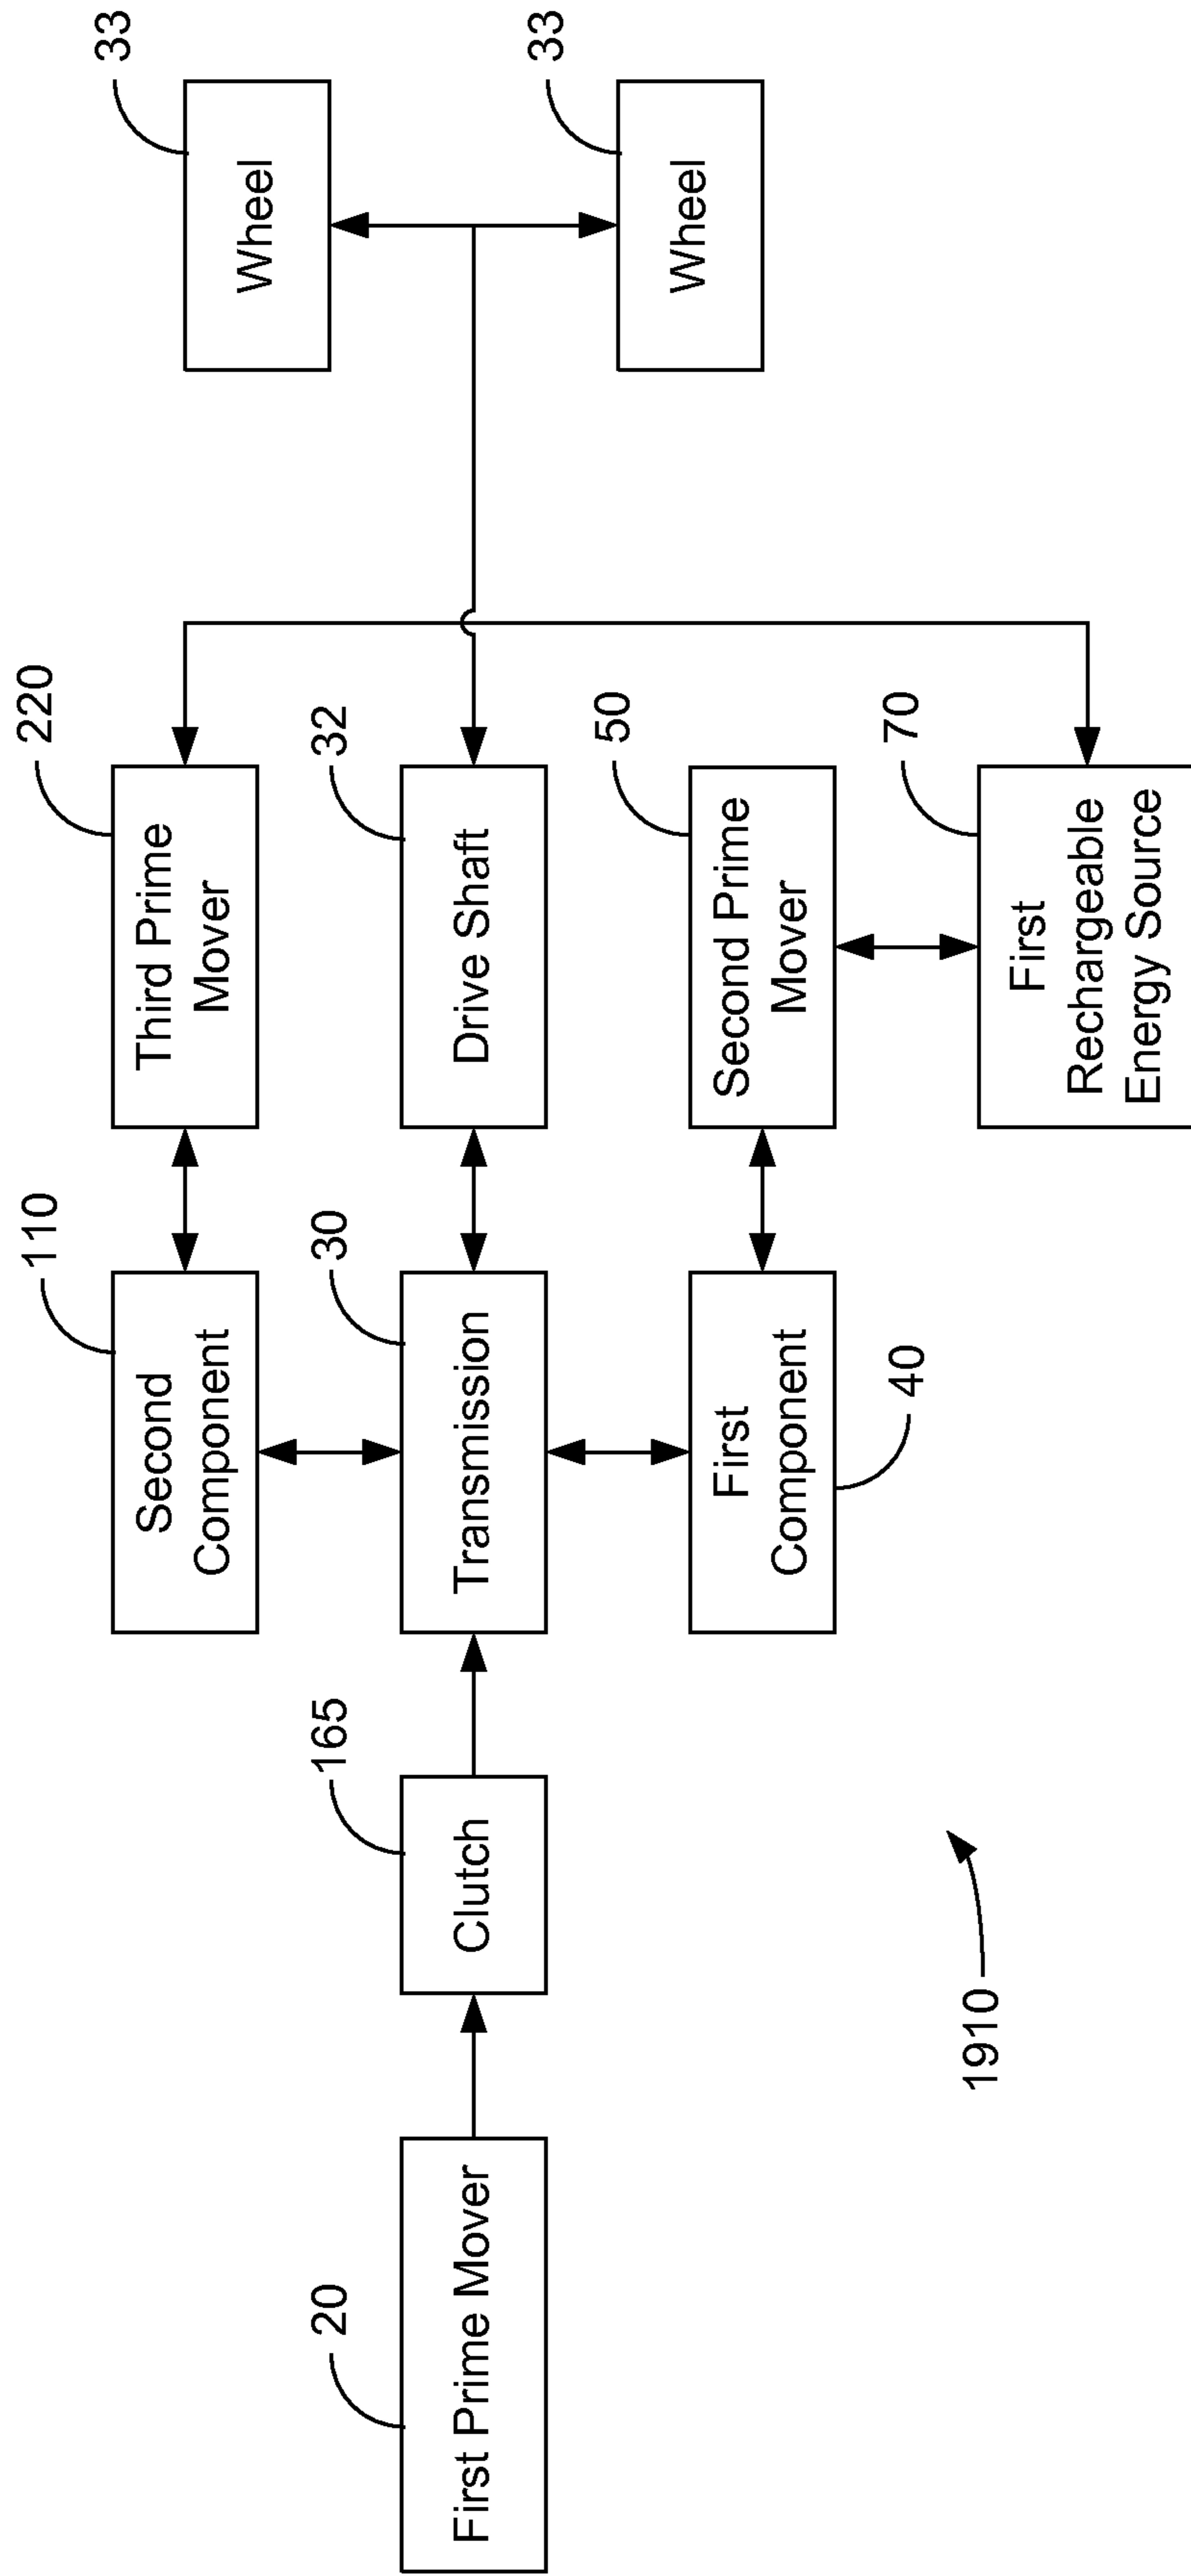 33
Wheel
33
Wheel
220
Third Prime
Mover
32
Drive Shaft
50
Second Prime
Mover
70
First
Rechargeable
Energy Source
110
Second
Component
30
Transmission
First
Component
40
165
Clutch
20
First Prime Mover
1910